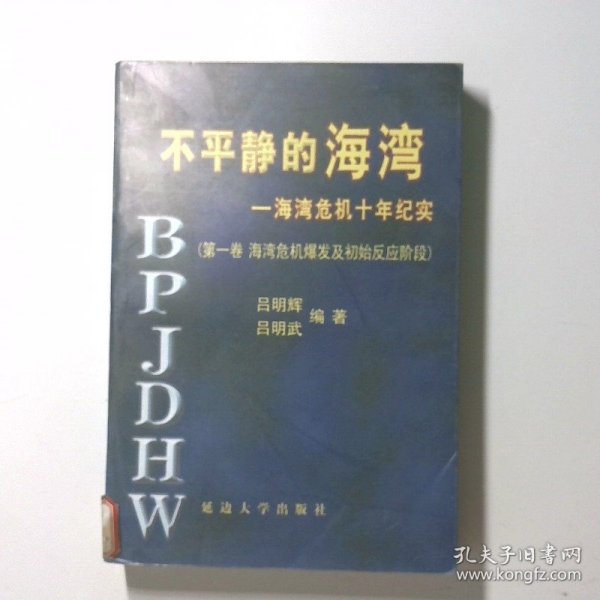 不平静的海湾
—海湾危机十年纪实
(第一卷 海湾危机爆发及初始反应阶段)
吕明辉
吕明武
编著
B
P
J
D
H
W
延边大学出版社
孔夫子旧书网
www.kongfz.com